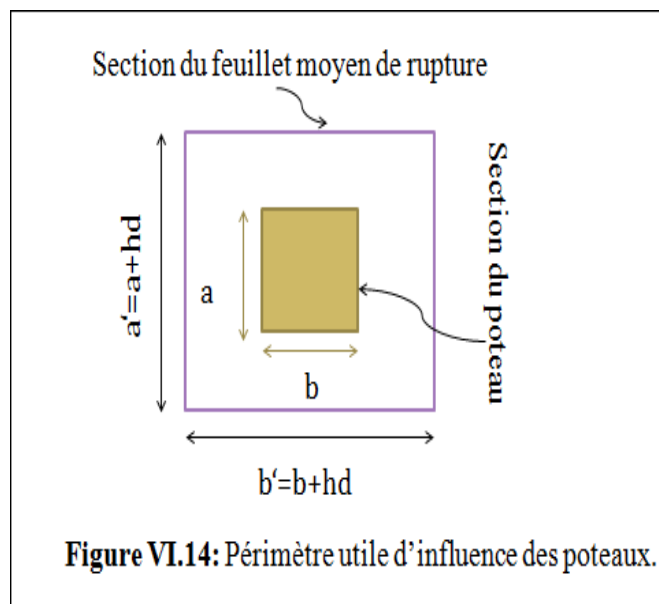 Section du feuillet moyen de rupture
a‘=a+hd
a
b
Section du poteau
b‘=b+hd
Figure VI.14: Périmètre utile d’influence des poteaux.